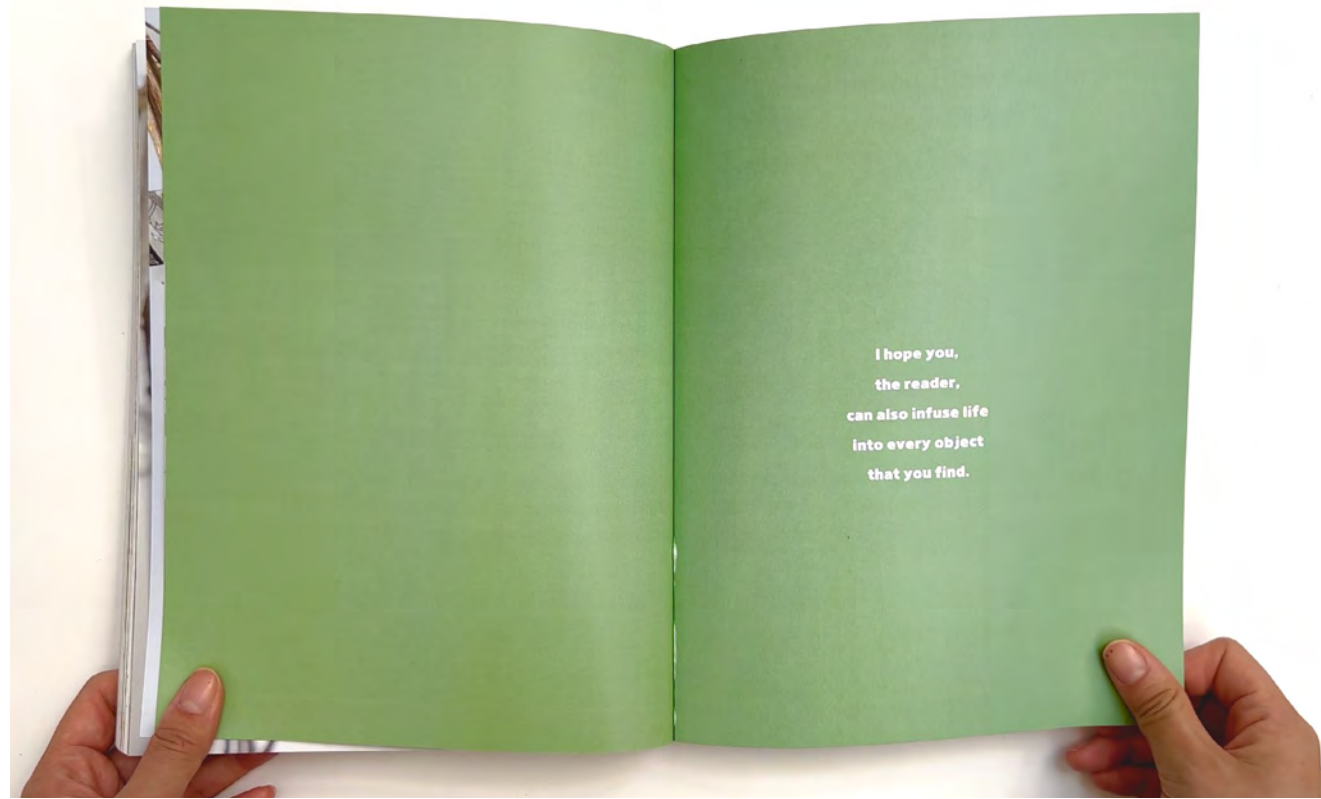 I hope you,
the reader,
can also infuse life
into every object
that you find.